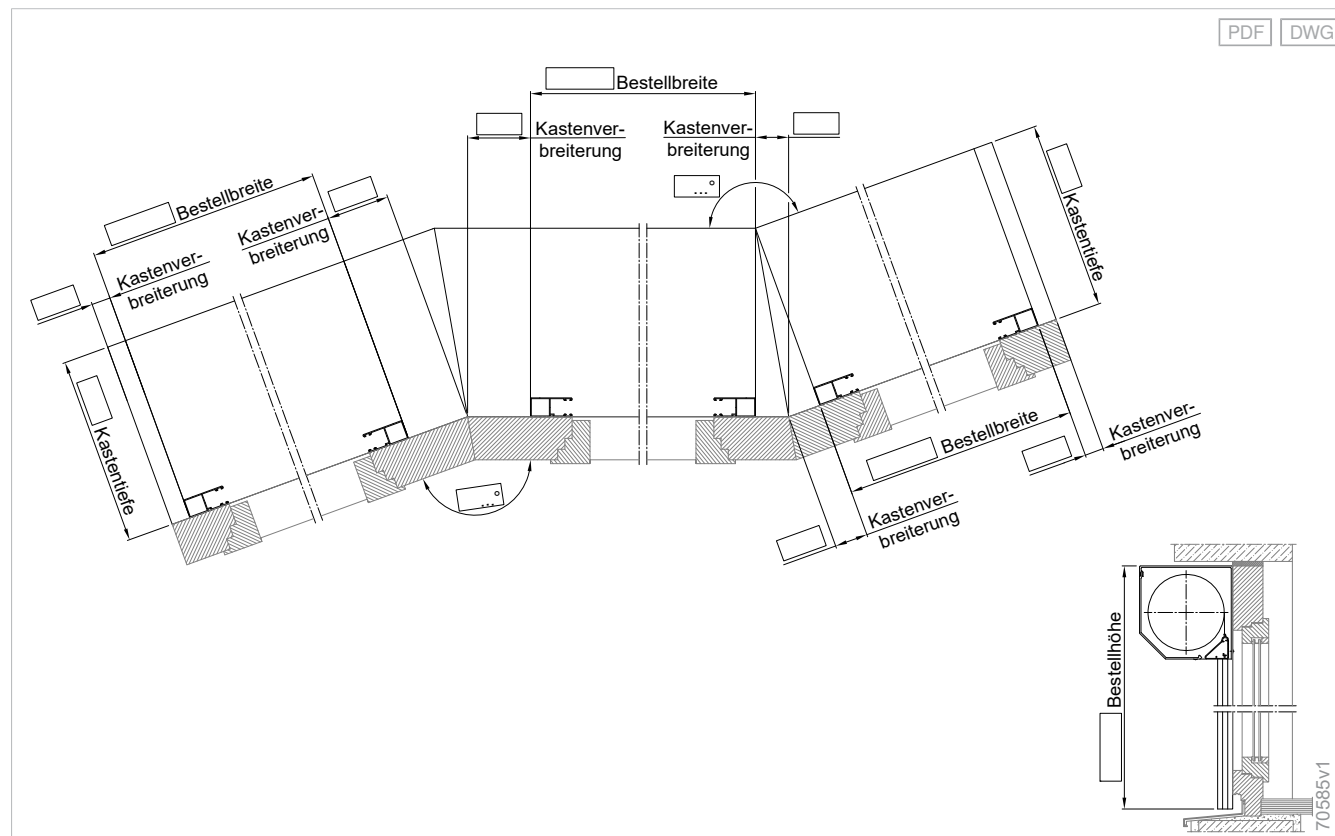 PDF DWG
Bestellbreite
Kastenver-
breiterung
Kastenver-
breiterung
Bestellbreite
Kastenver-
breiterung
Kastenver-
breiterung
Kastentiefe
Kastentiefe
Bestellbreite
Kastenver-
breiterung
Kastenver-
breiterung
Bestellhöhe
70585v1